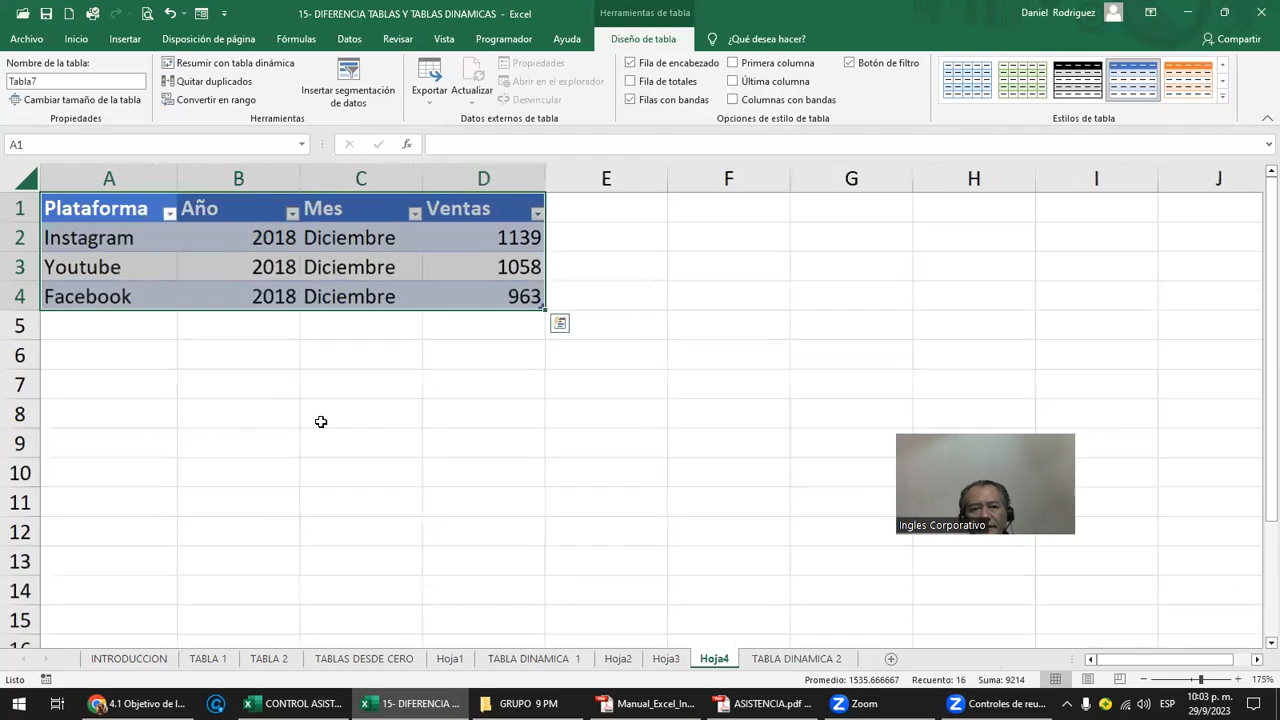 15- DIFERENCIA TABLAS Y TABLAS DINAMICAS - Excel
Herramientas de tabla
Daniel Rodriguez
Archivo Inicio Insertar Disposición de página Fórmulas Datos Revisar Vista Programador Ayuda Diseño de tabla ¿Qué desea hacer? Compartir
Nombre de la tabla:
Tabla7
Cambiar tamaño de la tabla
Propiedades
Resumir con tabla dinámica
Quitar duplicados
Convertir en rango
Insertar segmentación
de datos
Herramientas
Exportar
Actualizar
Propiedades
Abrir en el explorador
Desvincular
Datos externos de tabla
Fila de encabezado
Fila de totales
Filas con bandas
Primera columna
Última columna
Columnas con bandas
Botón de filtro
Opciones de estilo de tabla
Estilos de tabla
A1
fx
A B C D E F G H I J
1 Plataforma Año Mes Ventas
2 Instagram 2018 Diciembre 1139
3 Youtube 2018 Diciembre 1058
4 Facebook 2018 Diciembre 963
5
6
7
8
9
10
11
12
13
14
15
16
Ingles Corporativo
INTRODUCCION TABLA 1 TABLA 2 TABLAS DESDE CERO Hoja1 TABLA DINAMICA 1 Hoja2 Hoja3 Hoja4 TABLA DINAMICA 2
Listo
Promedio: 1535.666667 Recuento: 16 Suma: 9214
175%
4.1 Objetivo de l...
CONTROL ASIST...
15- DIFERENCIA ...
GRUPO 9 PM
Manual_Excel_In...
ASISTENCIA.pdf ...
Zoom
Controles de reu...
ESP
10:03 p. m.
29/9/2023